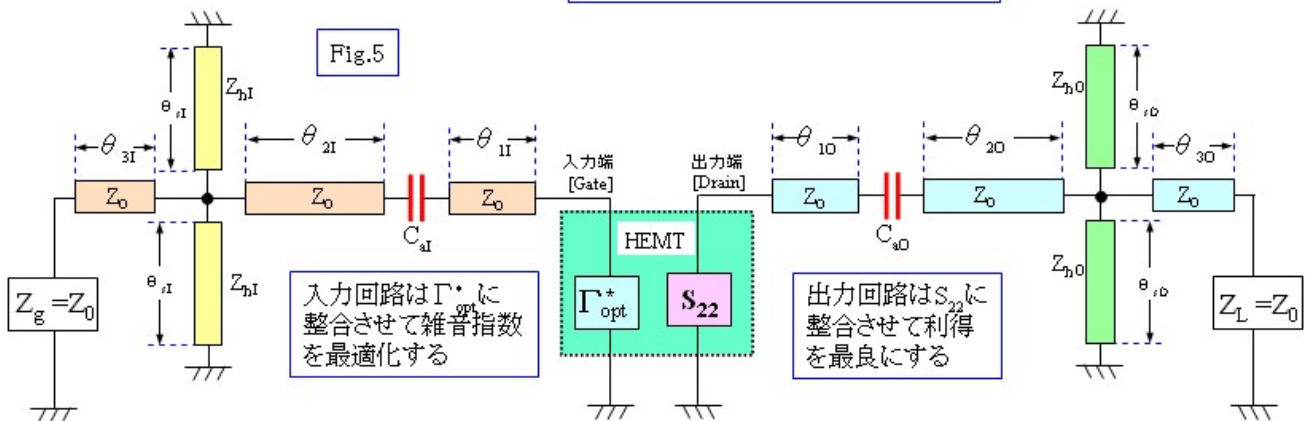 Fig.5
Z_hI
θ_sI
θ_3I
θ_2I
θ_1I
Z_0
Z_0
Z_0
C_aI
θ_sI
Z_hI
Z_g =Z_0
入力端
[Gate]
出力端
[Drain]
HEMT
Γ*_opt
S_22
入力回路はΓ*_optに
整合させて雑音指数
を最適化する
θ_1O
θ_2O
θ_3O
Z_0
Z_0
Z_0
C_aO
Z_hO
θ_sO
Z_hO
θ_sO
出力回路はS_22に
整合させて利得
を最良にする
Z_L =Z_0